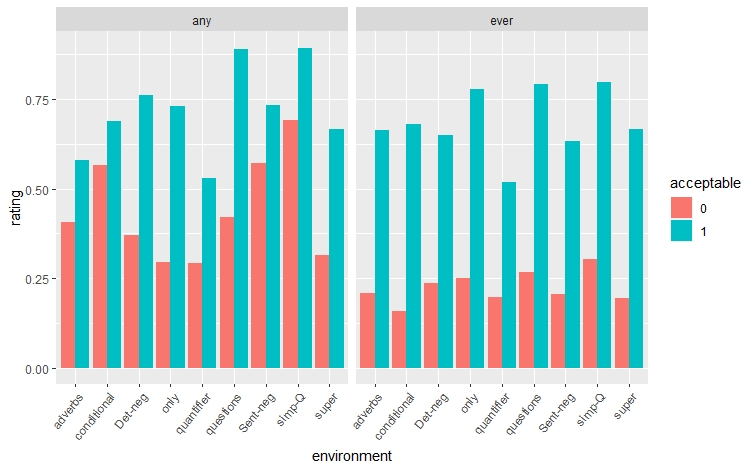 any
ever
rating
0.75
0.50
0.25
0.00
adverbs
conditional
Det-neg
only
quantifier
questions
Sent-neg
sImp-Q
super
adverbs
conditional
Det-neg
only
quantifier
questions
Sent-neg
sImp-Q
super
environment
acceptable
0
1